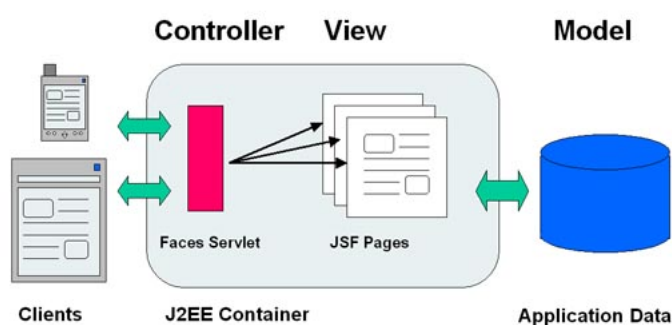 Controller View Model
Faces Servlet JSF Pages
Clients J2EE Container Application Data